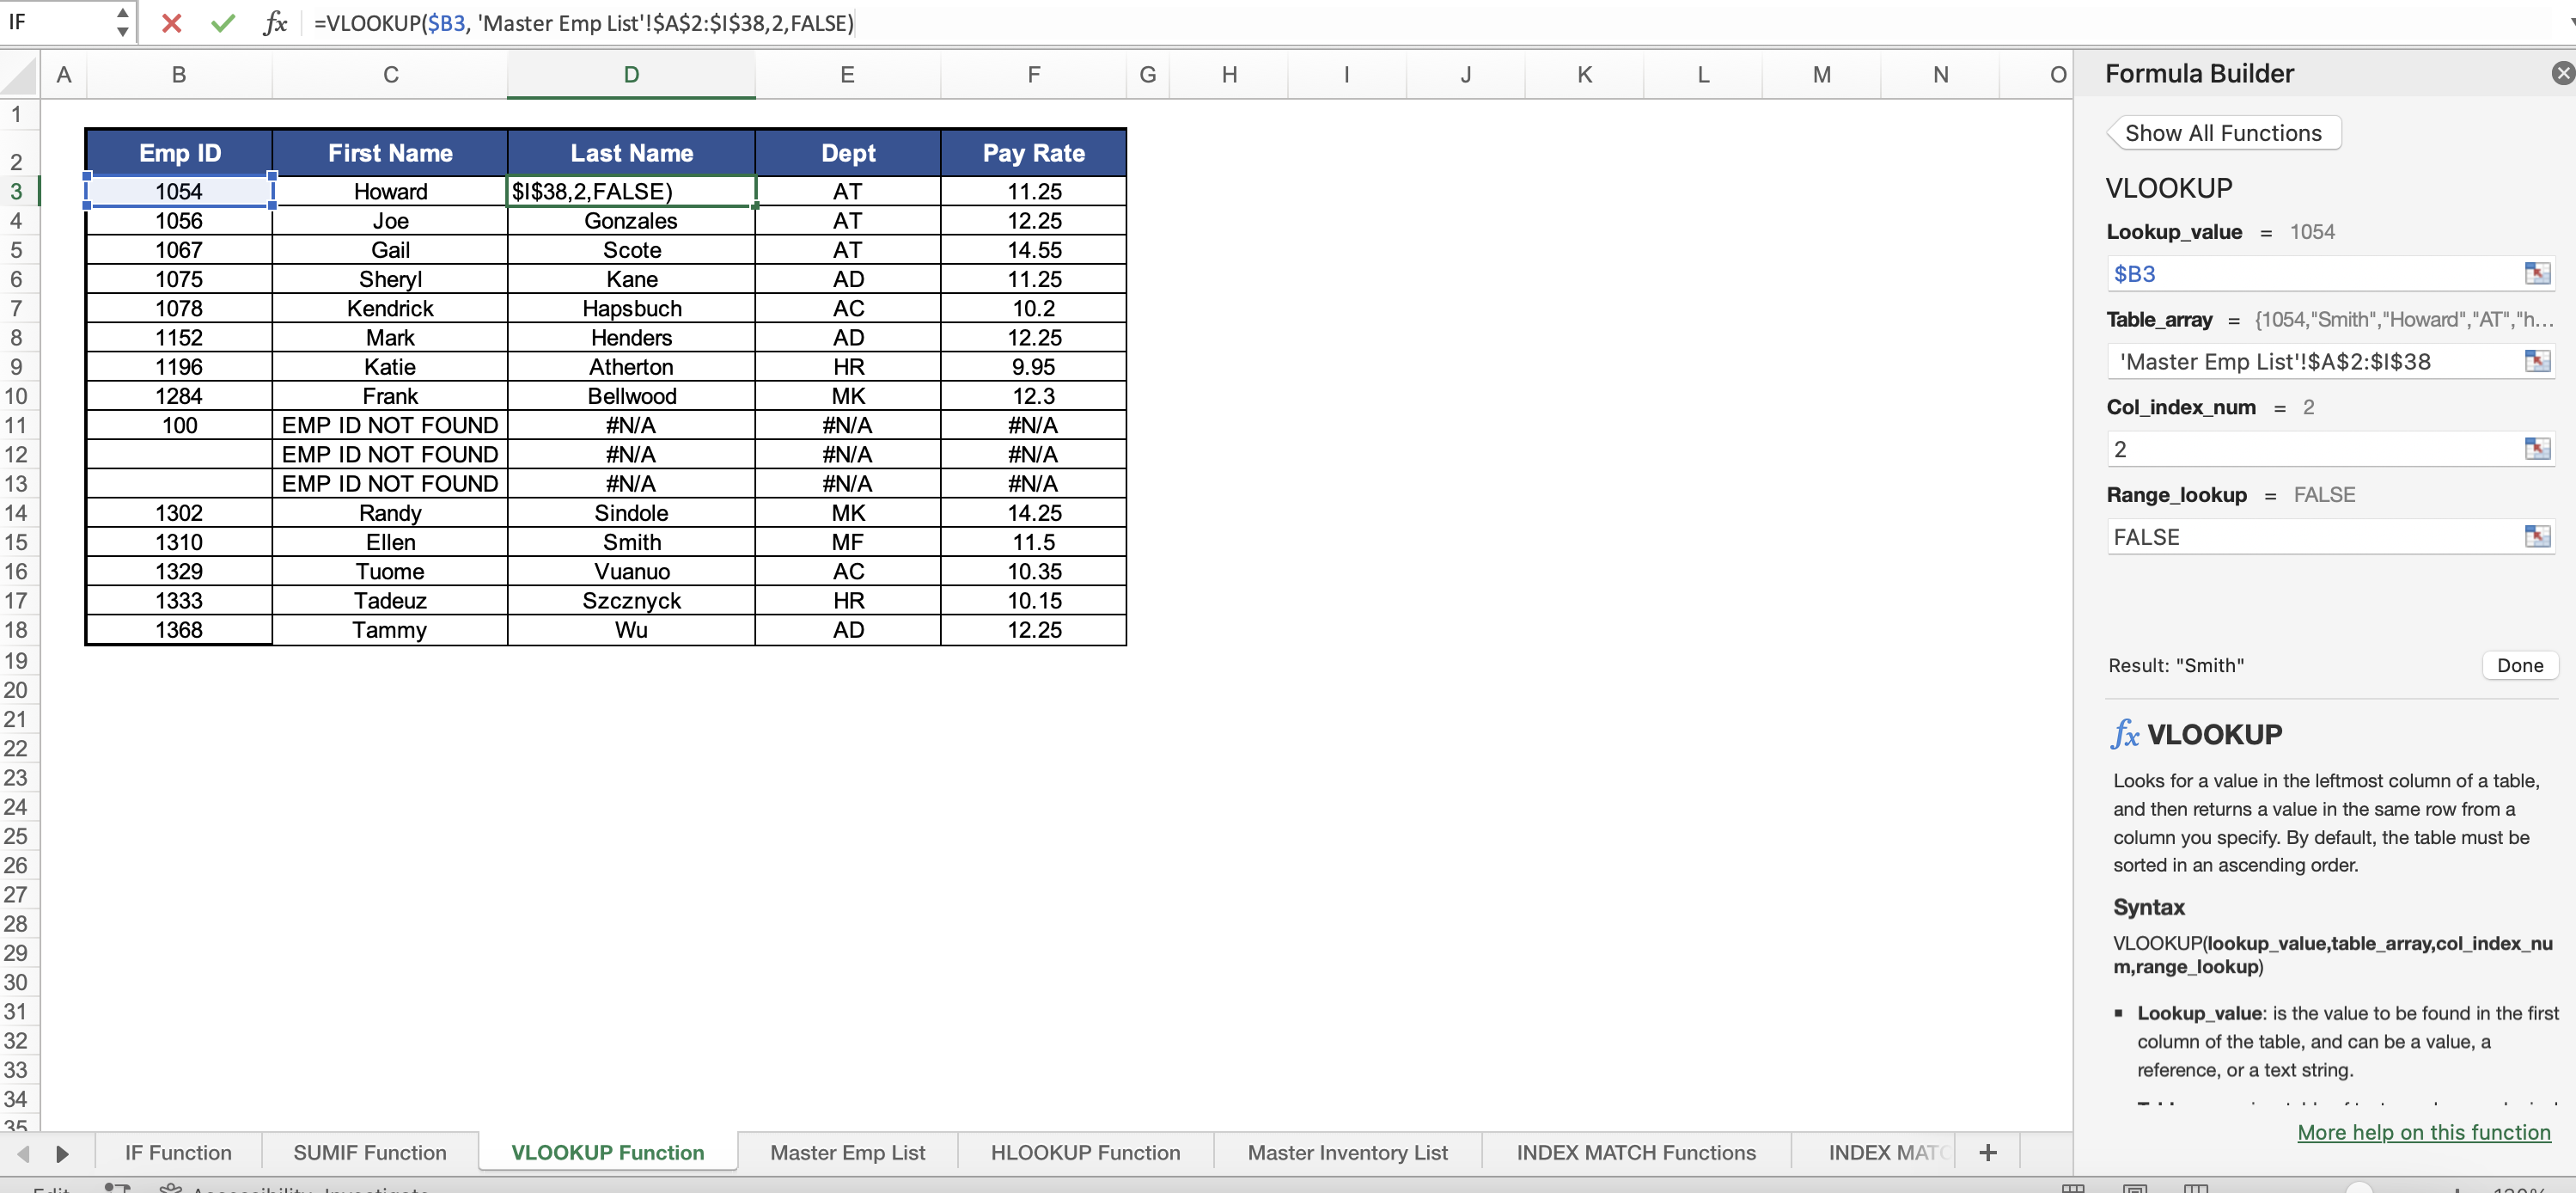 IF =VLOOKUP($B3, 'Master Emp List'!$A$2:$I$38,2,FALSE)
A B C D E F G H I J K L M N O
1
2 Emp ID First Name Last Name Dept Pay Rate
3 1054 Howard $I$38,2,FALSE) AT 11.25
4 1056 Joe Gonzales AT 12.25
5 1067 Gail Scote AT 14.55
6 1075 Sheryl Kane AD 11.25
7 1078 Kendrick Hapsbuch AC 10.2
8 1152 Mark Henders AD 12.25
9 1196 Katie Atherton HR 9.95
10 1284 Frank Bellwood MK 12.3
11 100 EMP ID NOT FOUND #N/A #N/A #N/A
12 EMP ID NOT FOUND #N/A #N/A #N/A
13 EMP ID NOT FOUND #N/A #N/A #N/A
14 1302 Randy Sindole MK 14.25
15 1310 Ellen Smith MF 11.5
16 1329 Tuome Vuanuo AC 10.35
17 1333 Tadeuz Szcznyck HR 10.15
18 1368 Tammy Wu AD 12.25
19
20
21
22
23
24
25
26
27
28
29
30
31
32
33
34
35
Formula Builder
Show All Functions
VLOOKUP
Lookup_value = 1054
$B3
Table_array = {1054,"Smith","Howard","AT","h...
'Master Emp List'!$A$2:$I$38
Col_index_num = 2
2
Range_lookup = FALSE
FALSE
Result: "Smith" Done
fx VLOOKUP
Looks for a value in the leftmost column of a table,
and then returns a value in the same row from a
column you specify. By default, the table must be
sorted in an ascending order.
Syntax
VLOOKUP(lookup_value,table_array,col_index_nu
m,range_lookup)
▪ Lookup_value: is the value to be found in the first
column of the table, and can be a value, a
reference, or a text string.
More help on this function
IF Function SUMIF Function VLOOKUP Function Master Emp List HLOOKUP Function Master Inventory List INDEX MATCH Functions INDEX MATC +